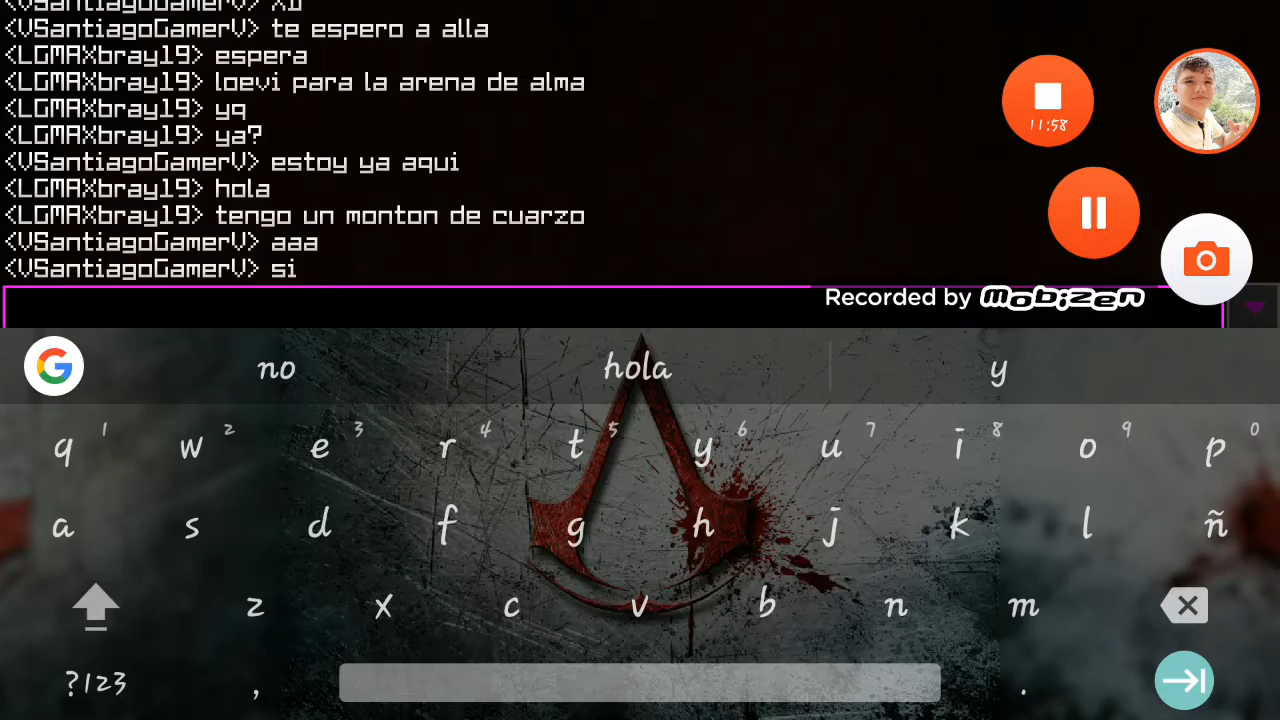 <VSantiagoGamerV> XD
<VSantiagoGamerV> te espero a alla
<LGMAXbray19> espera
<LGMAXbray19> loevi para la arena de alma
<LGMAXbray19> yq
<LGMAXbray19> ya?
<VSantiagoGamerV> estoy ya aqui
<LGMAXbray19> hola
<LGMAXbray19> tengo un monton de cuarzo
<VSantiagoGamerV> aaa
<VSantiagoGamerV> si
11:58
Recorded by mobizen
G no hola y
q 1 w 2 e 3 r 4 t 5 y 6 u 7 i 8 o 9 p 0
a s d f g h j k l ñ
z x c v b n m
?123 , .